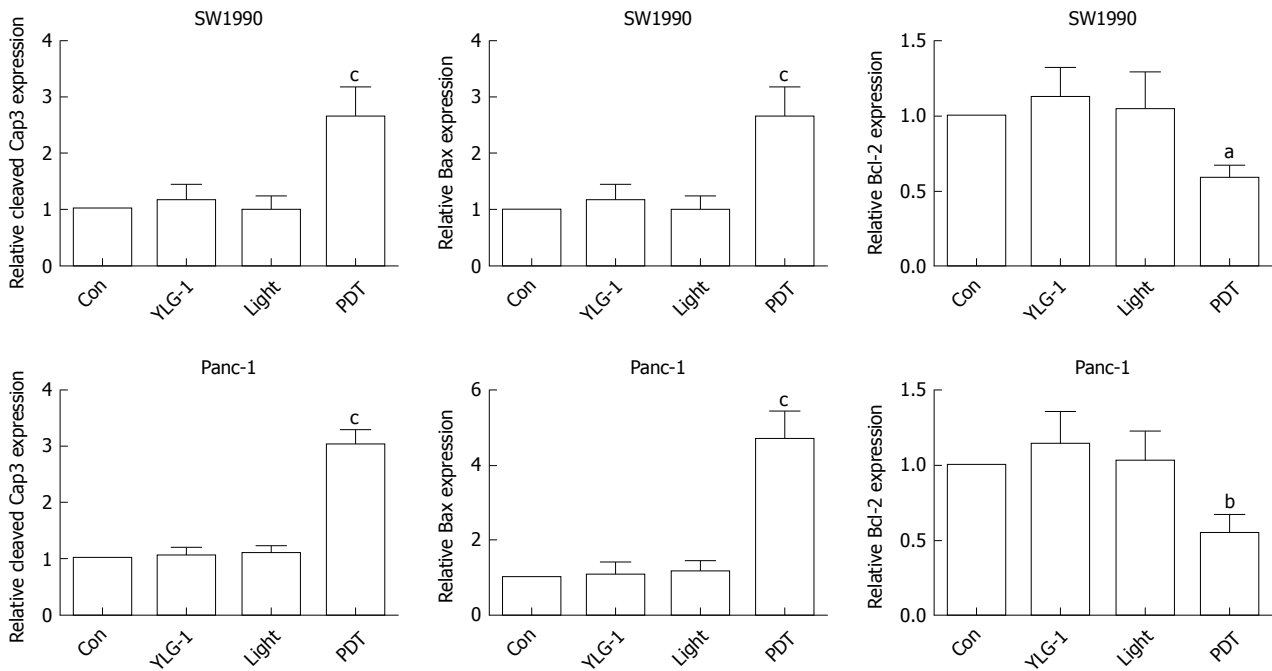 SW1990
Relative cleaved Cap3 expression
4
3
2
1
0
c
Con
YLG-1
Light
PDT
SW1990
Relative Bax expression
4
3
2
1
0
c
Con
YLG-1
Light
PDT
SW1990
Relative Bcl-2 expression
1.5
1.0
0.5
0.0
a
Con
YLG-1
Light
PDT
Panc-1
Relative cleaved Cap3 expression
4
3
2
1
0
c
Con
YLG-1
Light
PDT
Panc-1
Relative Bax expression
6
4
2
0
c
Con
YLG-1
Light
PDT
Panc-1
Relative Bcl-2 expression
1.5
1.0
0.5
0.0
b
Con
YLG-1
Light
PDT